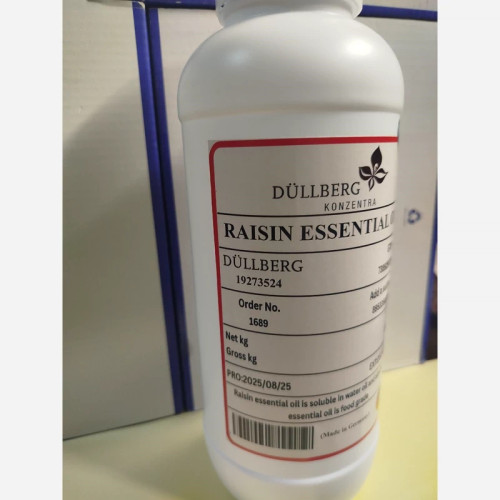 DÜLLBERG
KONZENTRA
RAISIN ESSENTIAL
DÜLLBERG
19273524
Order No.
1689
Net kg
Gross kg
PRO:2025/08/25
Raisin essential oil is soluble in water oil
essential oil is food grade
(Made in Germany